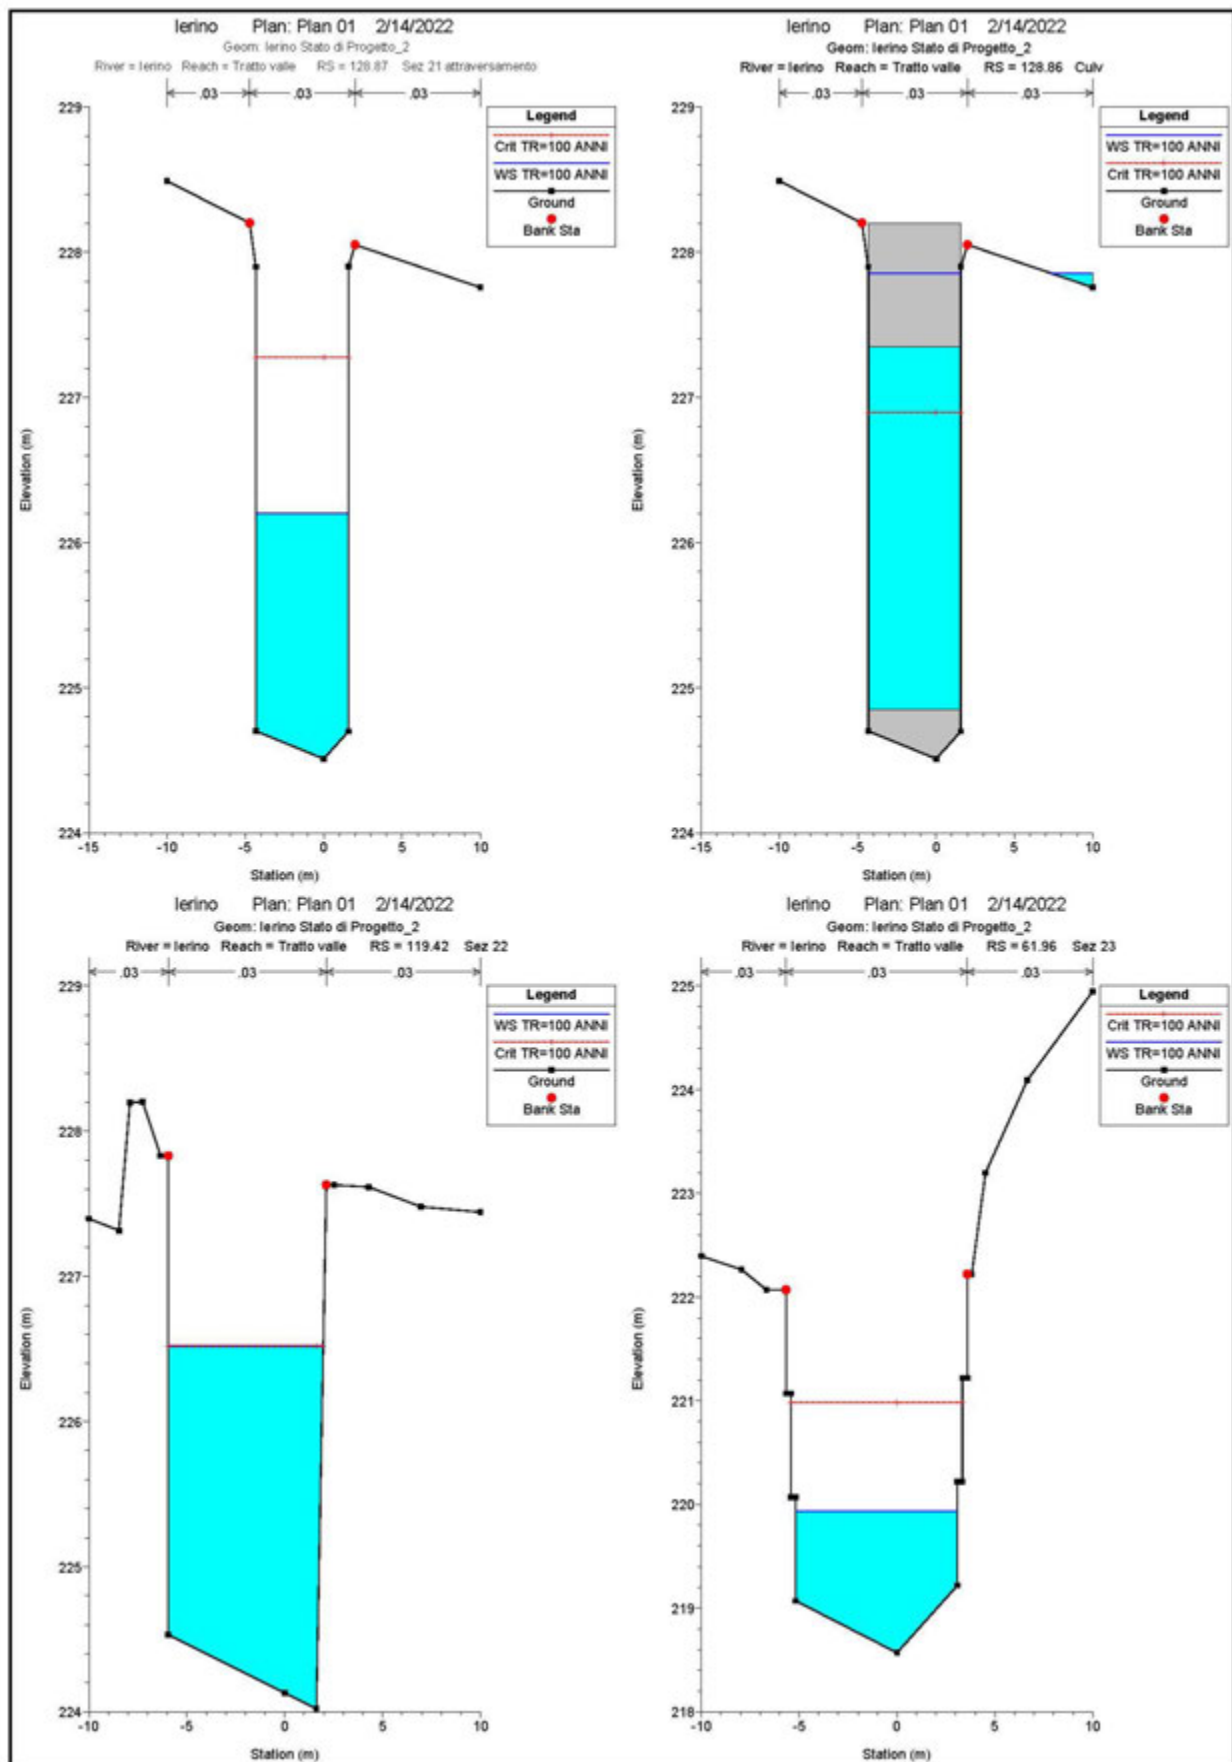 Ierino Plan: Plan 01 2/14/2022
Geom: Ierino Stato di Progetto_2
River = Ierino Reach = Tratto valle RS = 128.87 Sez 21 attraversamento
.03 .03 .03
Legend
Crit TR=100 ANNI
WS TR=100 ANNI
Ground
Bank Sta
229
228
227
226
225
224
Elevation (m)
-15 -10 -5 0 5 10
Station (m)
Ierino Plan: Plan 01 2/14/2022
Geom: Ierino Stato di Progetto_2
River = Ierino Reach = Tratto valle RS = 128.86 Culv
.03 .03 .03
Legend
WS TR=100 ANNI
Crit TR=100 ANNI
Ground
Bank Sta
229
228
227
226
225
224
Elevation (m)
-15 -10 -5 0 5 10
Station (m)
Ierino Plan: Plan 01 2/14/2022
Geom: Ierino Stato di Progetto_2
River = Ierino Reach = Tratto valle RS = 119.42 Sez 22
.03 .03 .03
Legend
WS TR=100 ANNI
Crit TR=100 ANNI
Ground
Bank Sta
229
228
227
226
225
224
Elevation (m)
-10 -5 0 5 10
Station (m)
Ierino Plan: Plan 01 2/14/2022
Geom: Ierino Stato di Progetto_2
River = Ierino Reach = Tratto valle RS = 61.96 Sez 23
.03 .03 .03
Legend
Crit TR=100 ANNI
WS TR=100 ANNI
Ground
Bank Sta
225
224
223
222
221
220
219
218
Elevation (m)
-10 -5 0 5 10
Station (m)